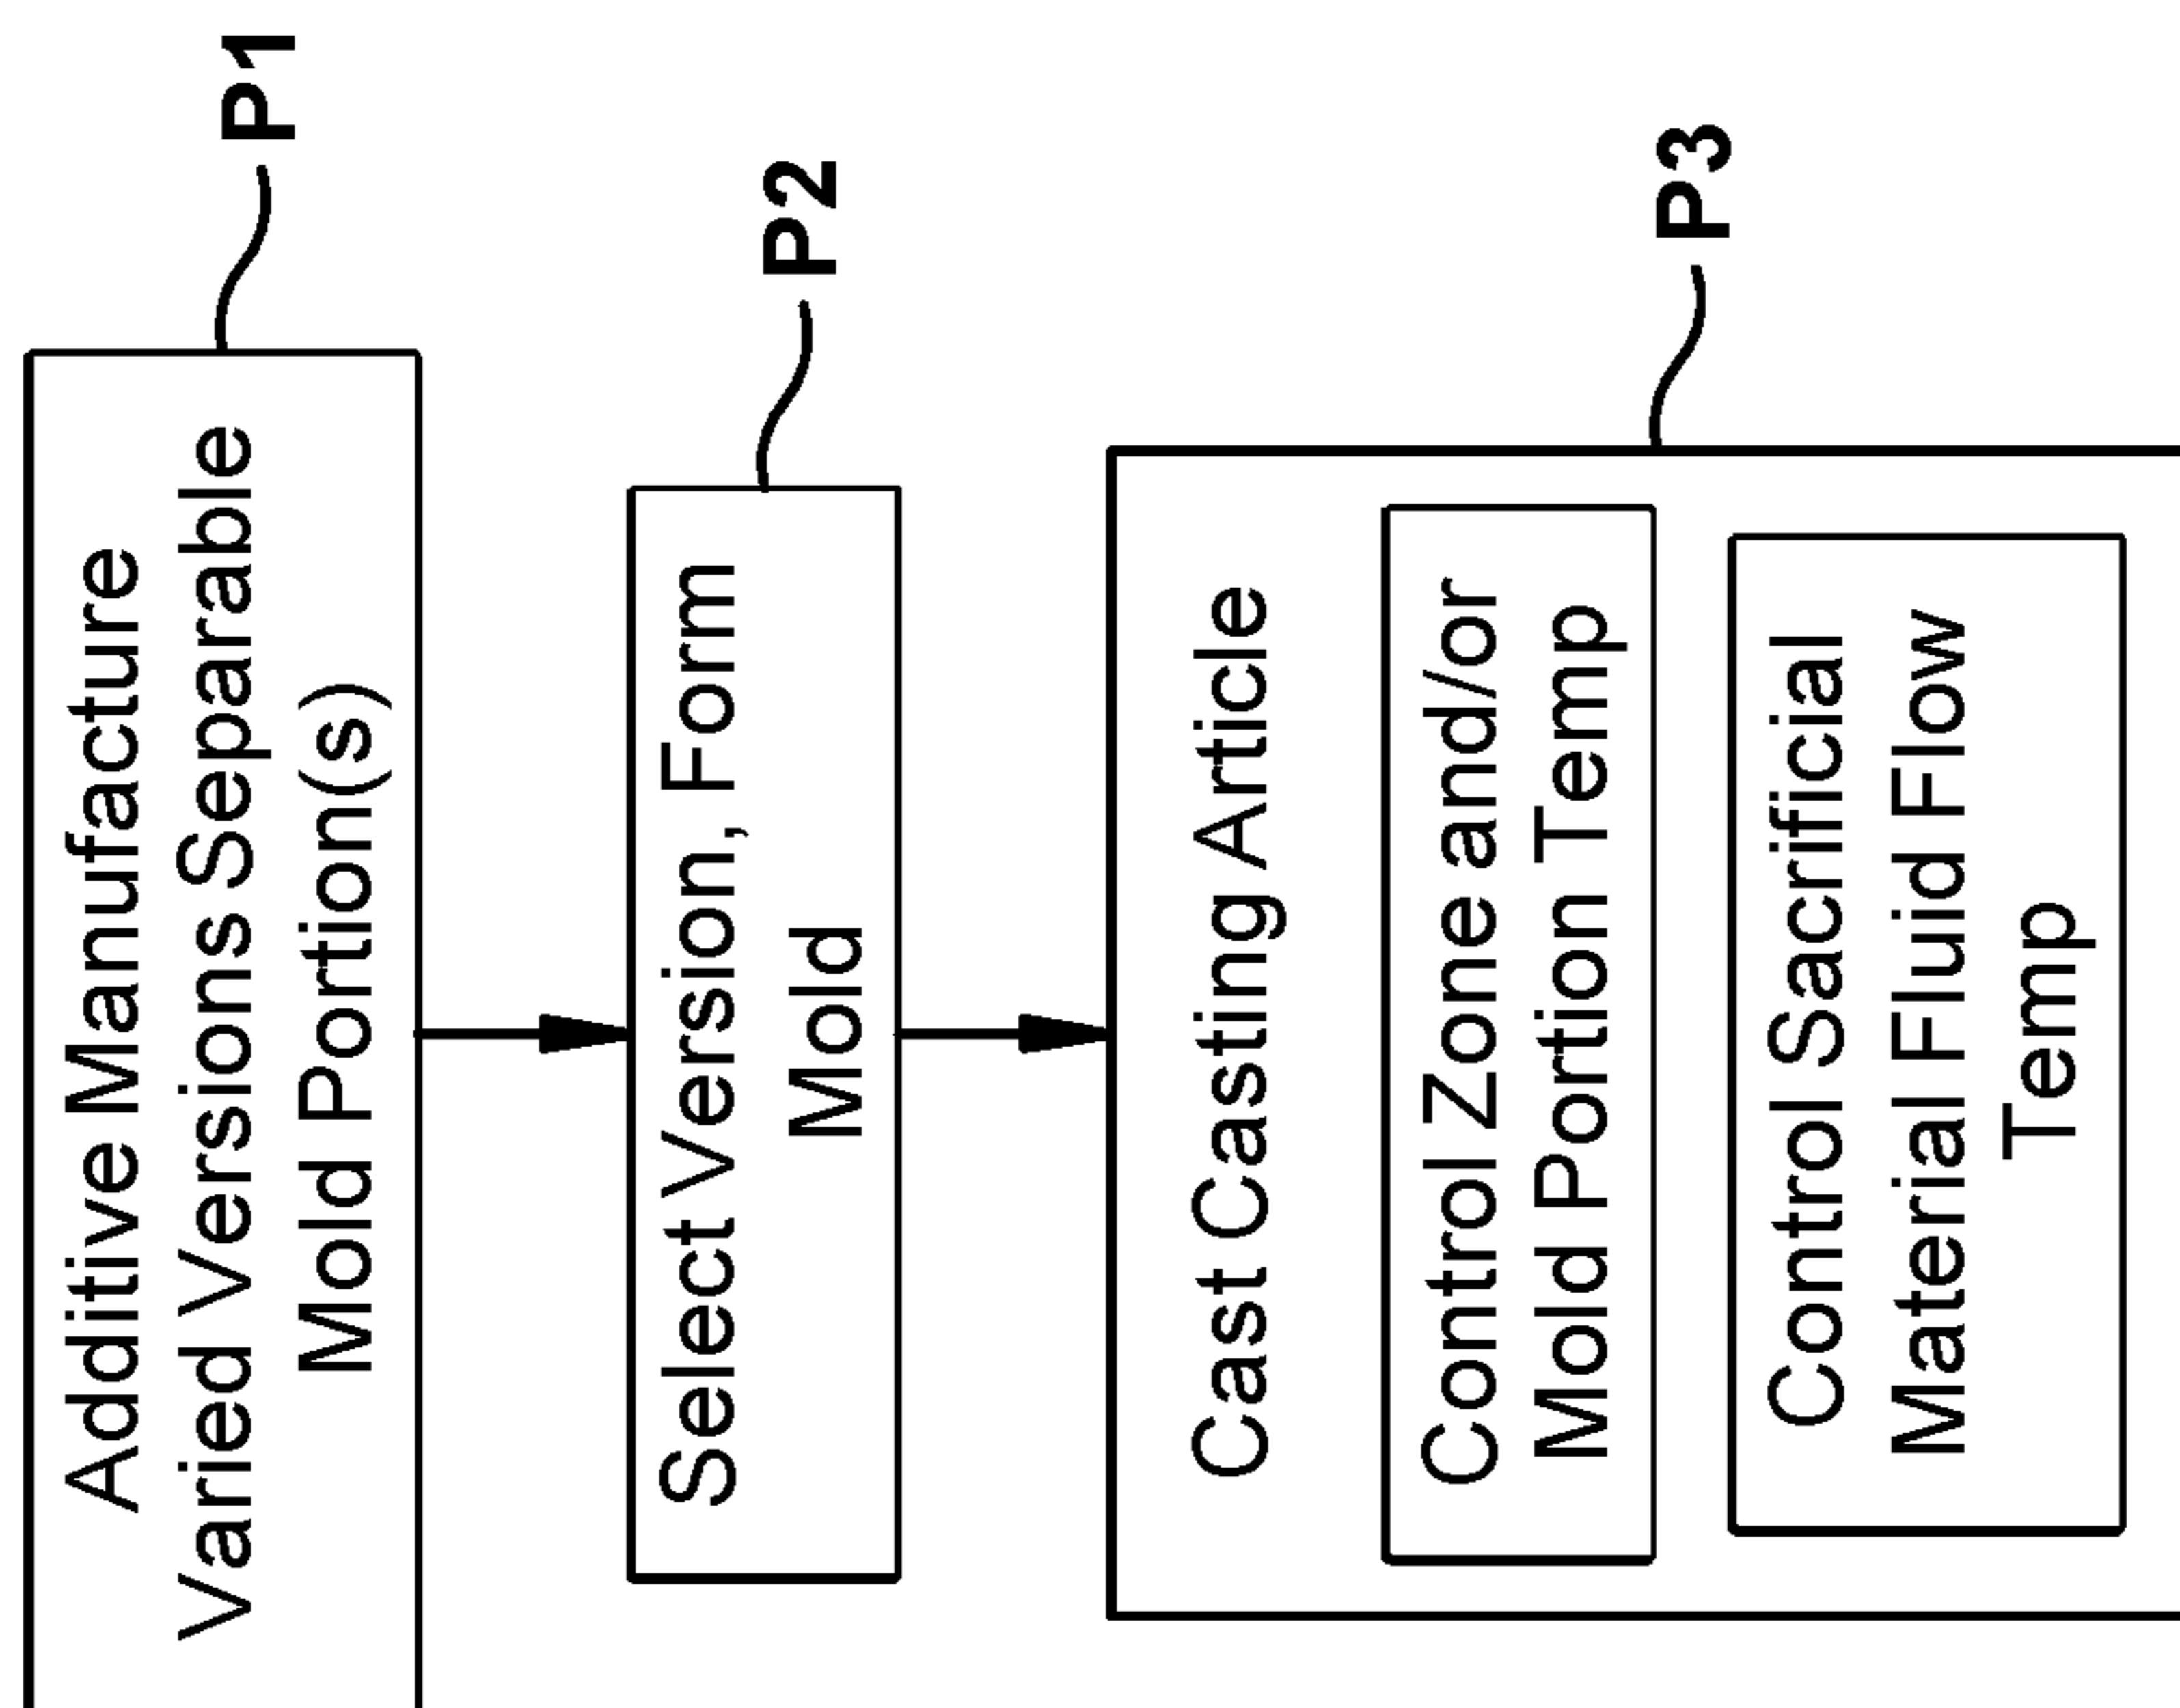 Additive Manufacture
Varied Versions Separable
Mold Portion(s)
P1
Select Version, Form
Mold
P2
Cast Casting Article
P3
Control Zone and/or
Mold Portion Temp
Control Sacrificial
Material Fluid Flow
Temp